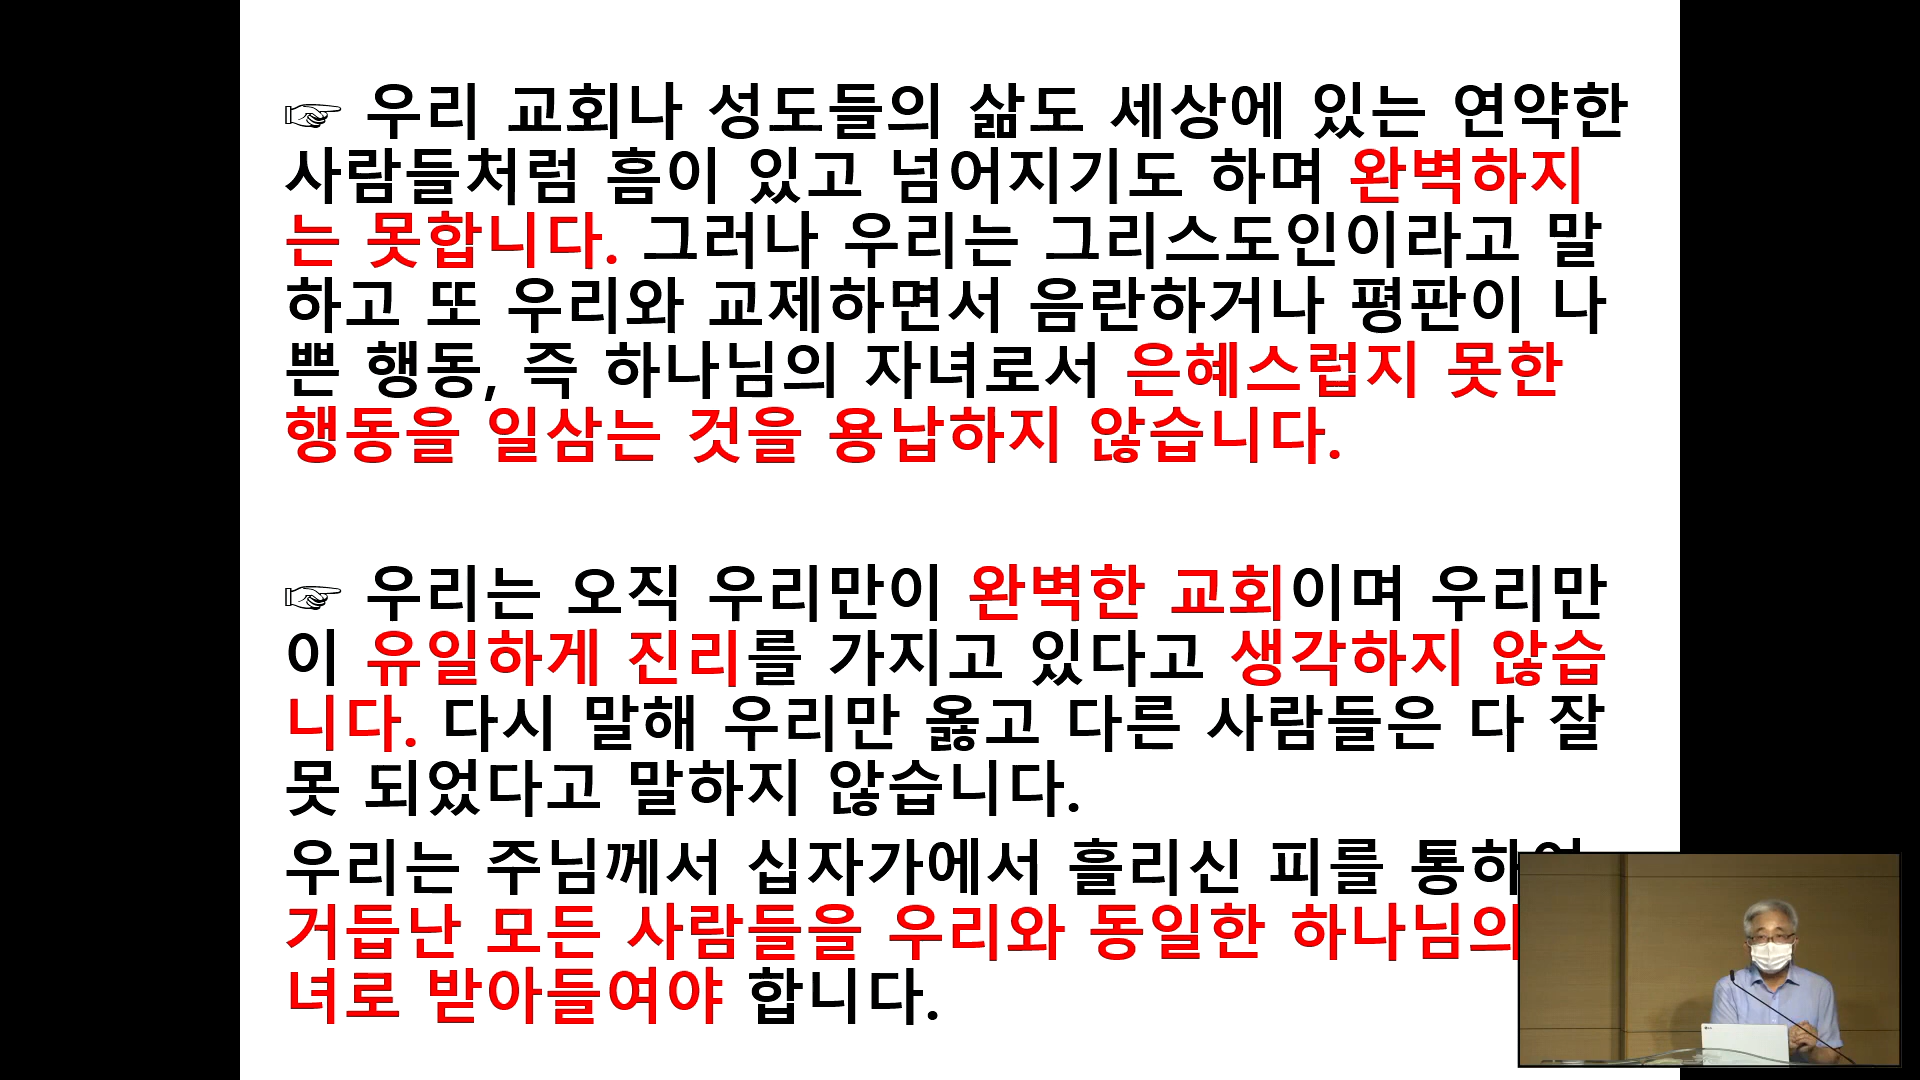 ☞ 우리 교회나 성도들의 삶도 세상에 있는 연약한
사람들처럼 흠이 있고 넘어지기도 하며 완벽하지
는 못합니다. 그러나 우리는 그리스도인이라고 말
하고 또 우리와 교제하면서 음란하거나 평판이 나
쁜 행동, 즉 하나님의 자녀로서 은혜스럽지 못한
행동을 일삼는 것을 용납하지 않습니다.
☞ 우리는 오직 우리만이 완벽한 교회이며 우리만
이 유일하게 진리를 가지고 있다고 생각하지 않습
니다. 다시 말해 우리만 옳고 다른 사람들은 다 잘
못 되었다고 말하지 않습니다.
우리는 주님께서 십자가에서 흘리신 피를 통하여
거듭난 모든 사람들을 우리와 동일한 하나님의
녀로 받아들여야 합니다.